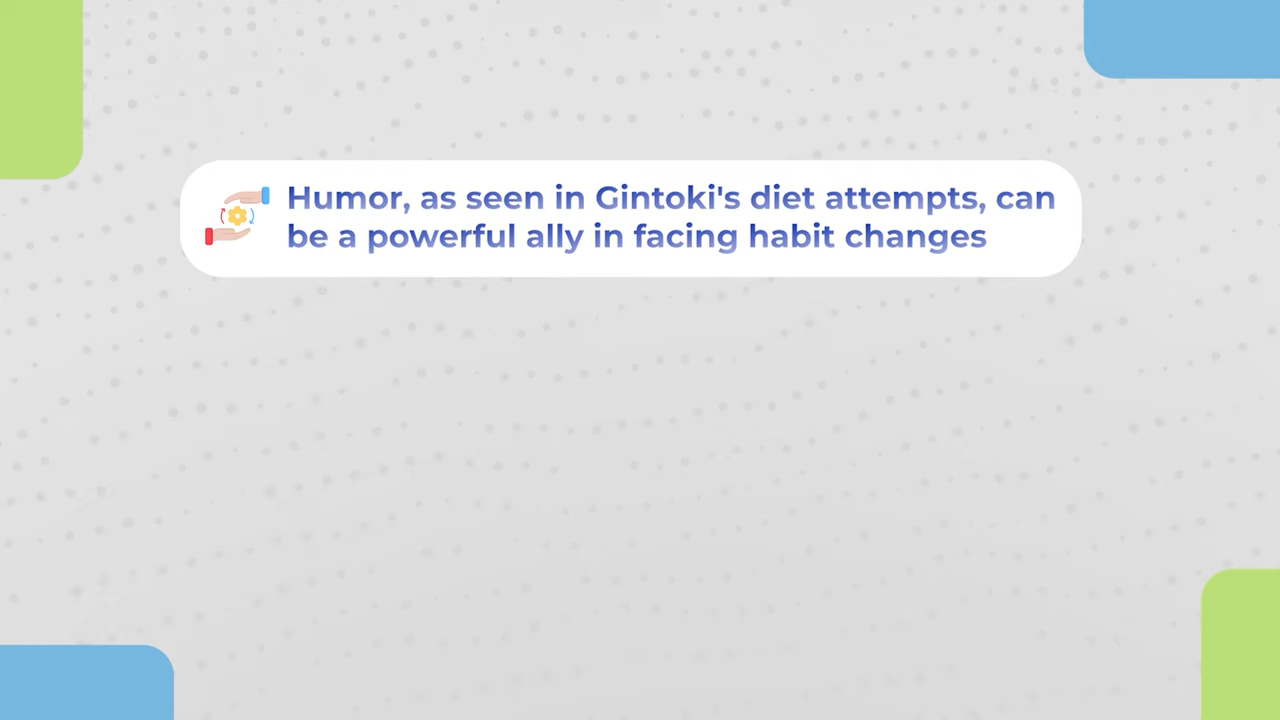 Humor, as seen in Gintoki's diet attempts, can
be a powerful ally in facing habit changes